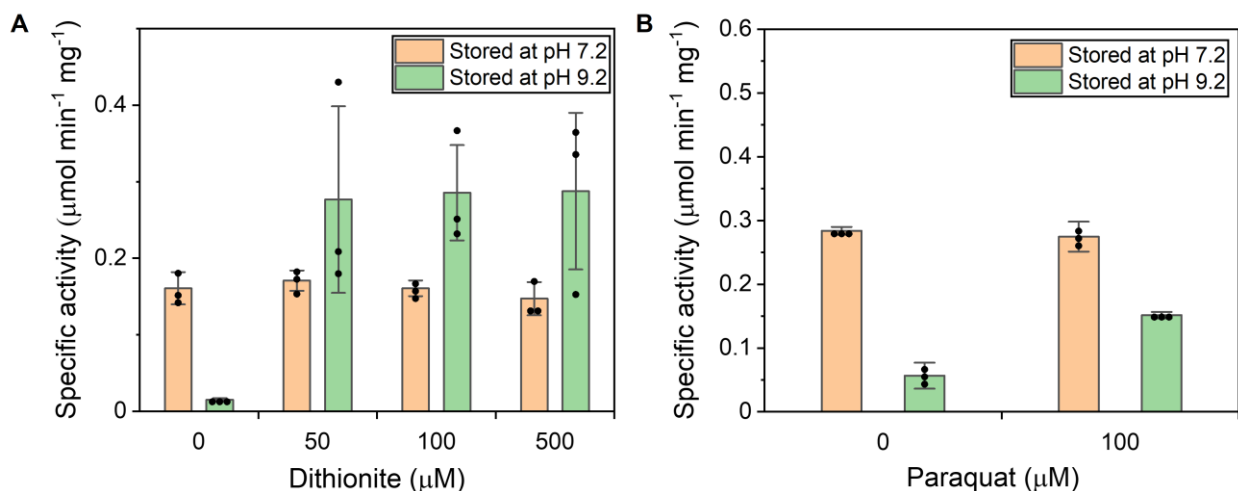 A
Specific activity (μmol min⁻¹ mg⁻¹)
0.4
0.2
0
Stored at pH 7.2
Stored at pH 9.2
0 50 100 500
Dithionite (μM)
B
Specific activity (μmol min⁻¹ mg⁻¹)
0.6
0.5
0.4
0.3
0.2
0.1
0
Stored at pH 7.2
Stored at pH 9.2
0 100
Paraquat (μM)